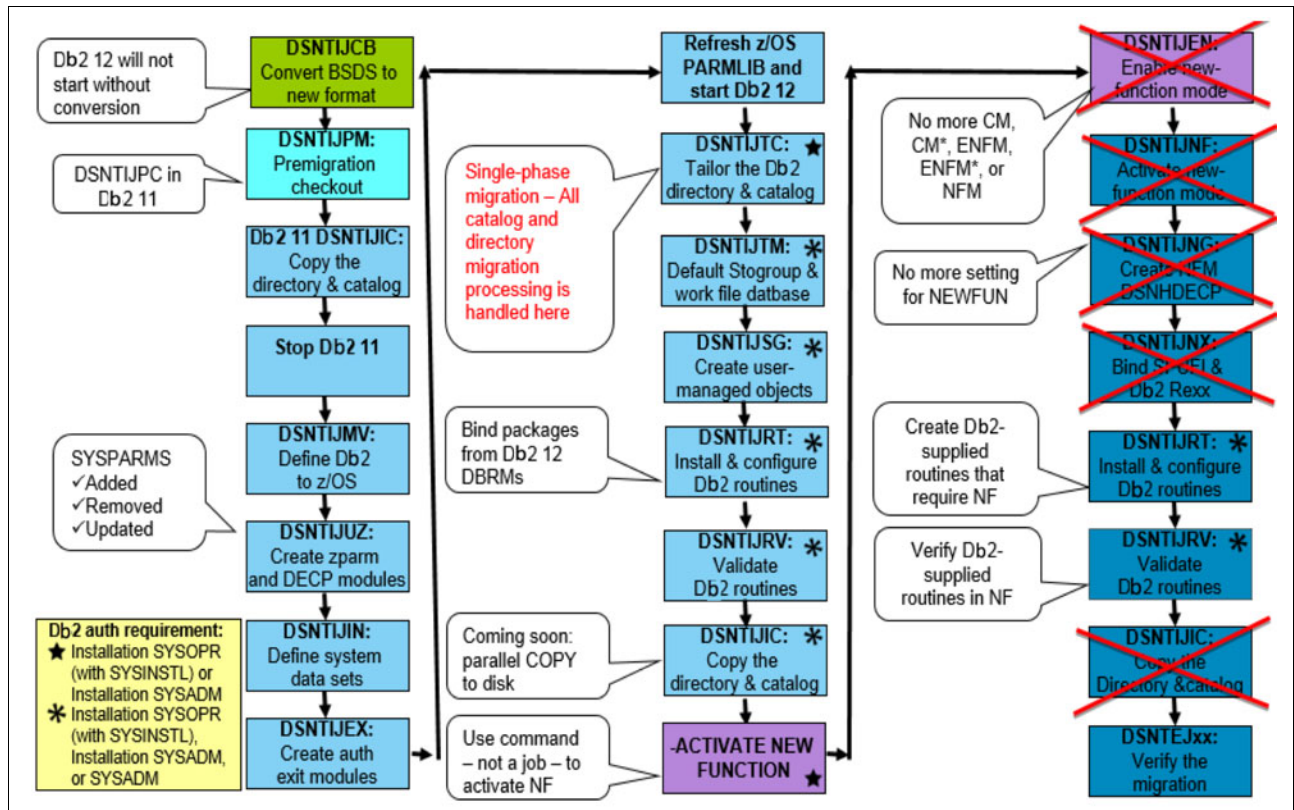 Db2 12 will not
start without
conversion
DSNTIJCB
Convert BSDS to
new format
DSNTIJPC in
Db2 11
DSNTIJPM:
Premigration
checkout
Db2 11 DSNTIJIC:
Copy the
directory & catalog
Stop Db2 11
DSNTIJMV:
Define Db2
to z/OS
SYSPARMS
✓Added
✓Removed
✓Updated
DSNTIJUZ:
Create zparm
and DECP modules
DSNTIJIN:
Define system
data sets
DSNTIJEX:
Create auth
exit modules
Db2 auth requirement:
★ Installation SYSOPR
(with SYSINSTL) or
Installation SYSADM
* Installation SYSOPR
(with SYSINSTL),
Installation SYSADM,
or SYSADM
Refresh z/OS
PARMLIB and
start Db2 12
Single-phase
migration – All
catalog and
directory
migration
processing is
handled here
DSNTIJTC: ★
Tailor the Db2
directory & catalog
DSNTIJTM: *
Default Stogroup &
work file datbase
DSNTIJSG: *
Create user-
managed objects
Bind packages
from Db2 12
DBRMs
DSNTIJRT: *
Install & configure
Db2 routines
DSNTIJRV: *
Validate
Db2 routines
Coming soon:
parallel COPY
to disk
DSNTIJIC: *
Copy the
directory & catalog
Use command
– not a job – to
activate NF
-ACTIVATE NEW
FUNCTION ★
DSNTIJEN:
Enable new-
function mode
No more CM,
CM*, ENFM,
ENFM*, or
NFM
DSNTIJNF:
Activate new-
function mode
No more setting
for NEWFUN
DSNTIJNG:
Create NFM
DSNHDECP
DSNTIJNX:
Bind SPUFI &
Db2 Rexx
Create Db2-
supplied
routines that
require NF
DSNTIJRT: *
Install & configure
Db2 routines
Verify Db2-
supplied
routines in NF
DSNTIJRV: *
Validate
Db2 routines
DSNTIJIC:
Copy the
Directory &catalog
DSNTEJxx:
Verify the
migration